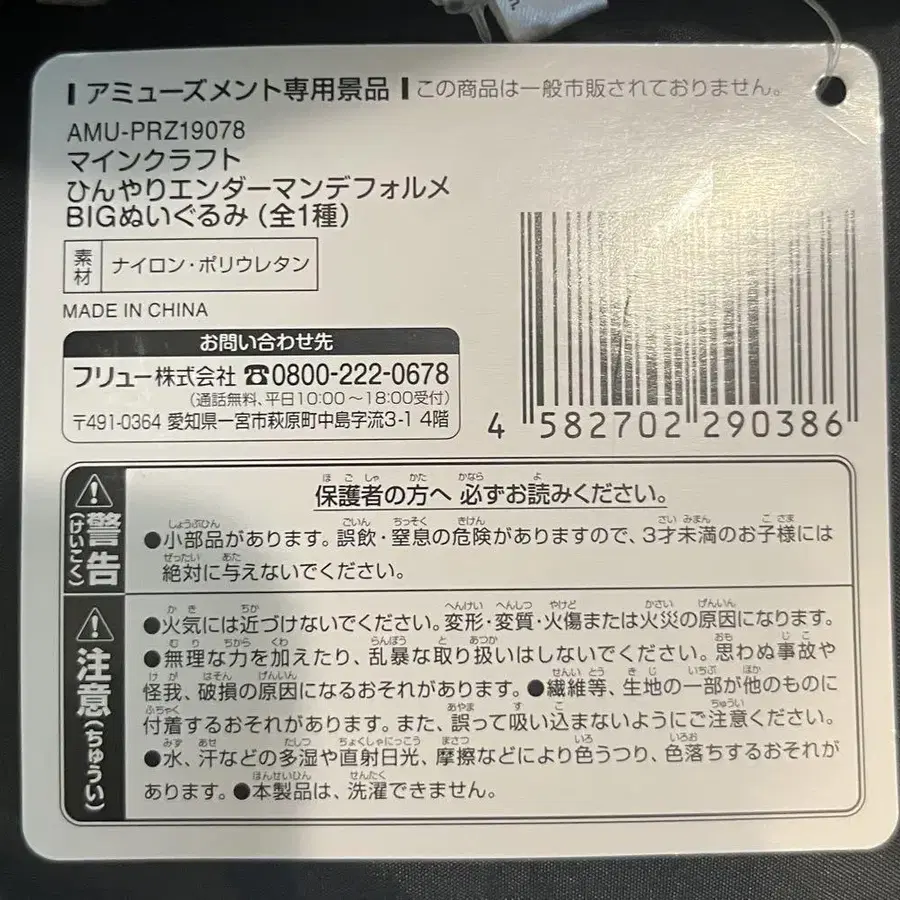 アミューズメント専用景品 この商品は一般市販されておりません。
AMU-PRZ19078
マインクラフト
ひんやりエンダーマンデフォルメ
BIGぬいぐるみ(全1種)
素材 ナイロン・ポリウレタン
MADE IN CHINA
お問い合わせ先
フリュー株式会社 ☎0800-222-0678
(通話無料、平日10:00〜18:00受付)
〒491-0364 愛知県一宮市萩原町中島字流3-1 4階
4 582702 290386
警告(けいこく)
保護者の方へ 必ずお読みください。
●小部品があります。誤飲・窒息の危険がありますので、3才未満のお子様には
絶対に与えないでください。
注意(ちゅうい)
●火気には近づけないでください。変形・変質・火傷または火災の原因になります。
●無理な力を加えたり、乱暴な取り扱いはしないでください。思わぬ事故や
怪我、破損の原因になるおそれがあります。●繊維等、生地の一部が他のものに
付着するおそれがあります。また、誤って吸い込まないようにご注意ください。
●水、汗などの多湿や直射日光、摩擦などにより色うつり、色落ちするおそれが
あります。●本製品は、洗濯できません。